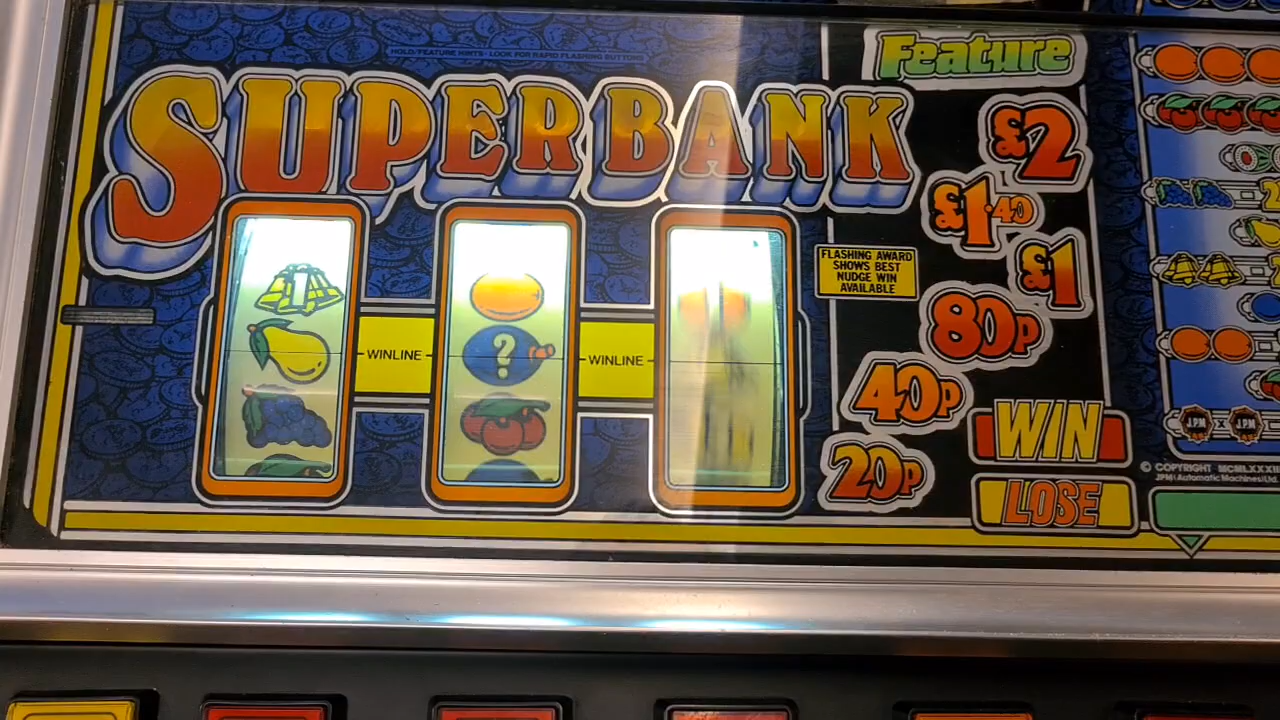 HOLD/FEATURE HINTS - LOOK FOR RAPID FLASHING BUTTONS
SUPERBANK
Feature
£2
£1·40
£1
80p
40p
20p
FLASHING AWARD
SHOWS BEST
NUDGE WIN
AVAILABLE
WINLINE
WINLINE
?
WIN
LOSE
J.P.M
J.P.M
© COPYRIGHT MCMLXXXII
JPM (Automatic Machines) Ltd.